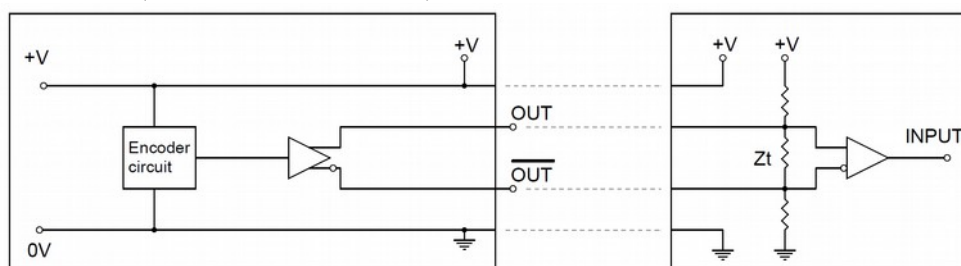 +V
+V
+V
+V
OUT
INPUT
Encoder
circuit
Zt
OUT
0V